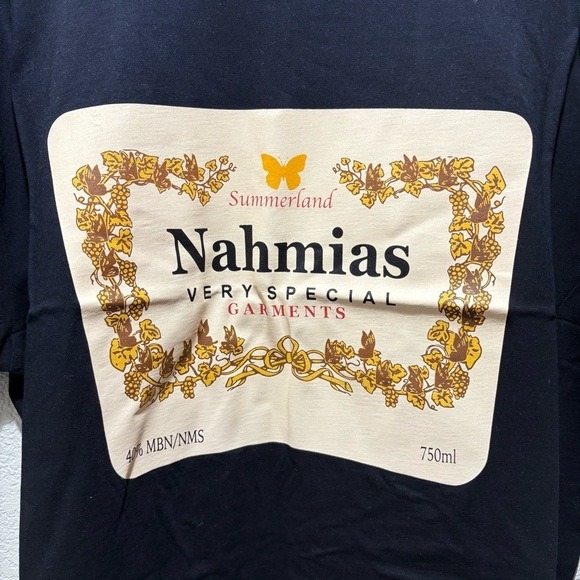 Summerland
Nahmias
VERY SPECIAL
GARMENTS
40% MBN/NMS
750ml